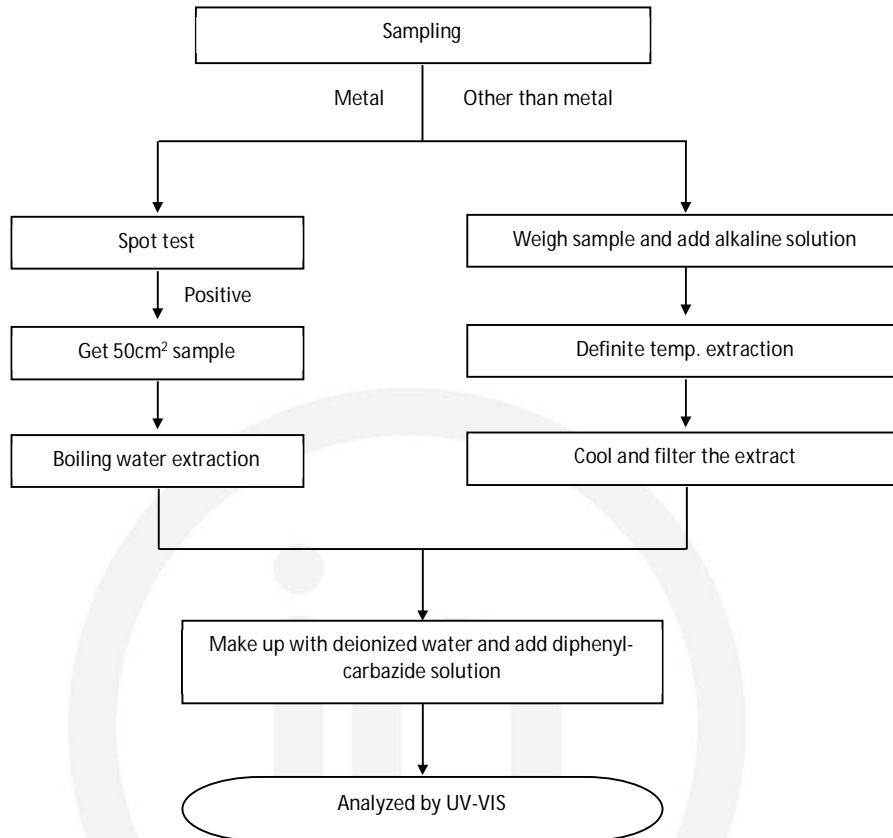 Sampling
Metal
Other than metal
Spot test
Weigh sample and add alkaline solution
Positive
Get 50cm² sample
Definite temp. extraction
Boiling water extraction
Cool and filter the extract
Make up with deionized water and add diphenyl-
carbazide solution
Analyzed by UV-VIS